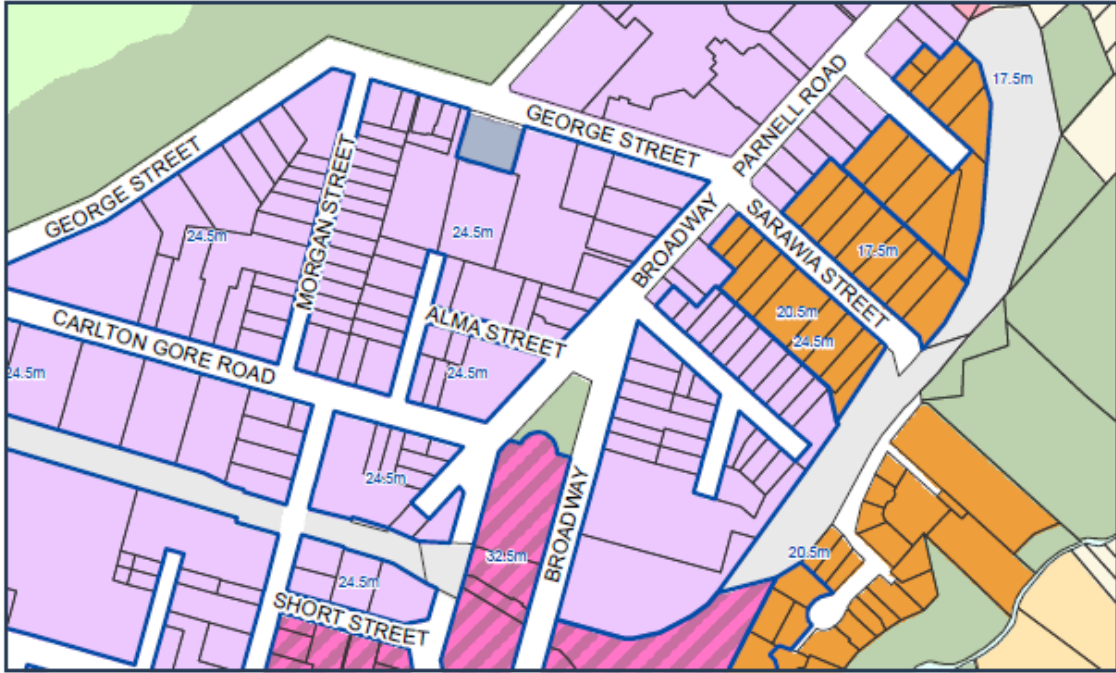 17.5m
PARNELL ROAD
GEORGE STREET
GEORGE STREET
MORGAN STREET
24.5m
24.5m
BROADWAY
SARAWIA STREET
17.5m
20.5m
24.5m
ALMA STREET
CARLTON GORE ROAD
24.5m
24.5m
24.5m
BROADWAY
32.5m
20.5m
24.5m
SHORT STREET